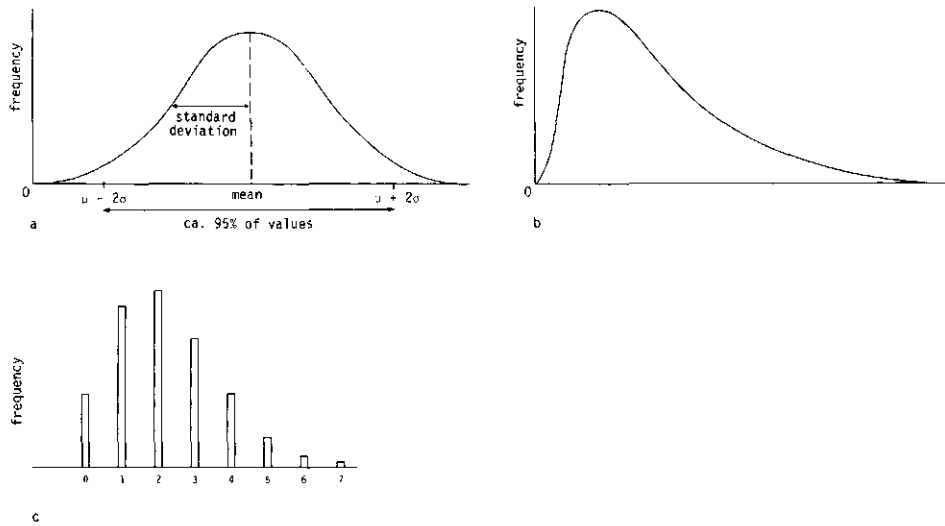 frequency
standard
deviation
0
μ - 2σ
mean
μ + 2σ
ca. 95% of values
a
frequency
0
b
frequency
0 1 2 3 4 5 6 7
c